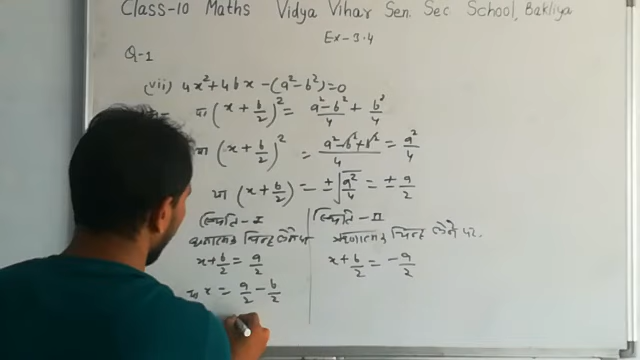 Class-10 Maths Vidya Vihar Sen. Sec School, Bakliya
Ex-3.4
Q-1
(vii) 4x²+4bx-(a²-b²)=0
या (x+b/2)² = a²-b²/4 + b²/4
या (x+b/2)² = a²-b²+b²/4 = a²/4
या (x+b/2) = ±√a²/4 = ± a/2
स्थिति-I
धनात्मक चिन्ह लेने पर
x+b/2 = a/2
या x = a/2 - b/2
स्थिति-II
ऋणात्मक चिन्ह लेने पर.
x+b/2 = -a/2